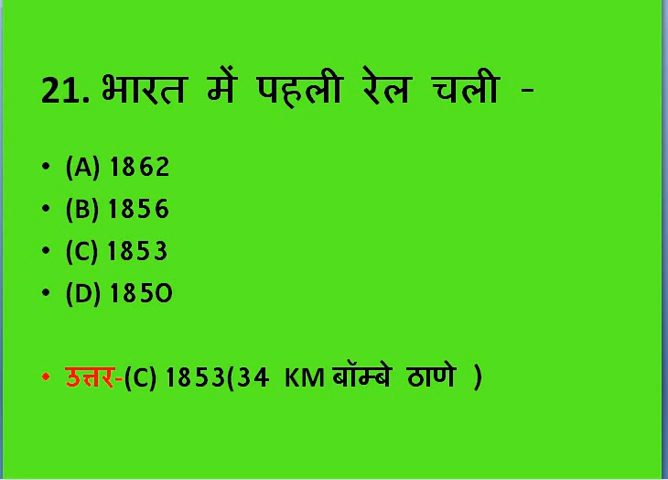 21. भारत में पहली रेल चली -
• (A) 1862
• (B) 1856
• (C) 1853
• (D) 1850
• उत्तर-(C) 1853(34 KM बॉम्बे ठाणे )